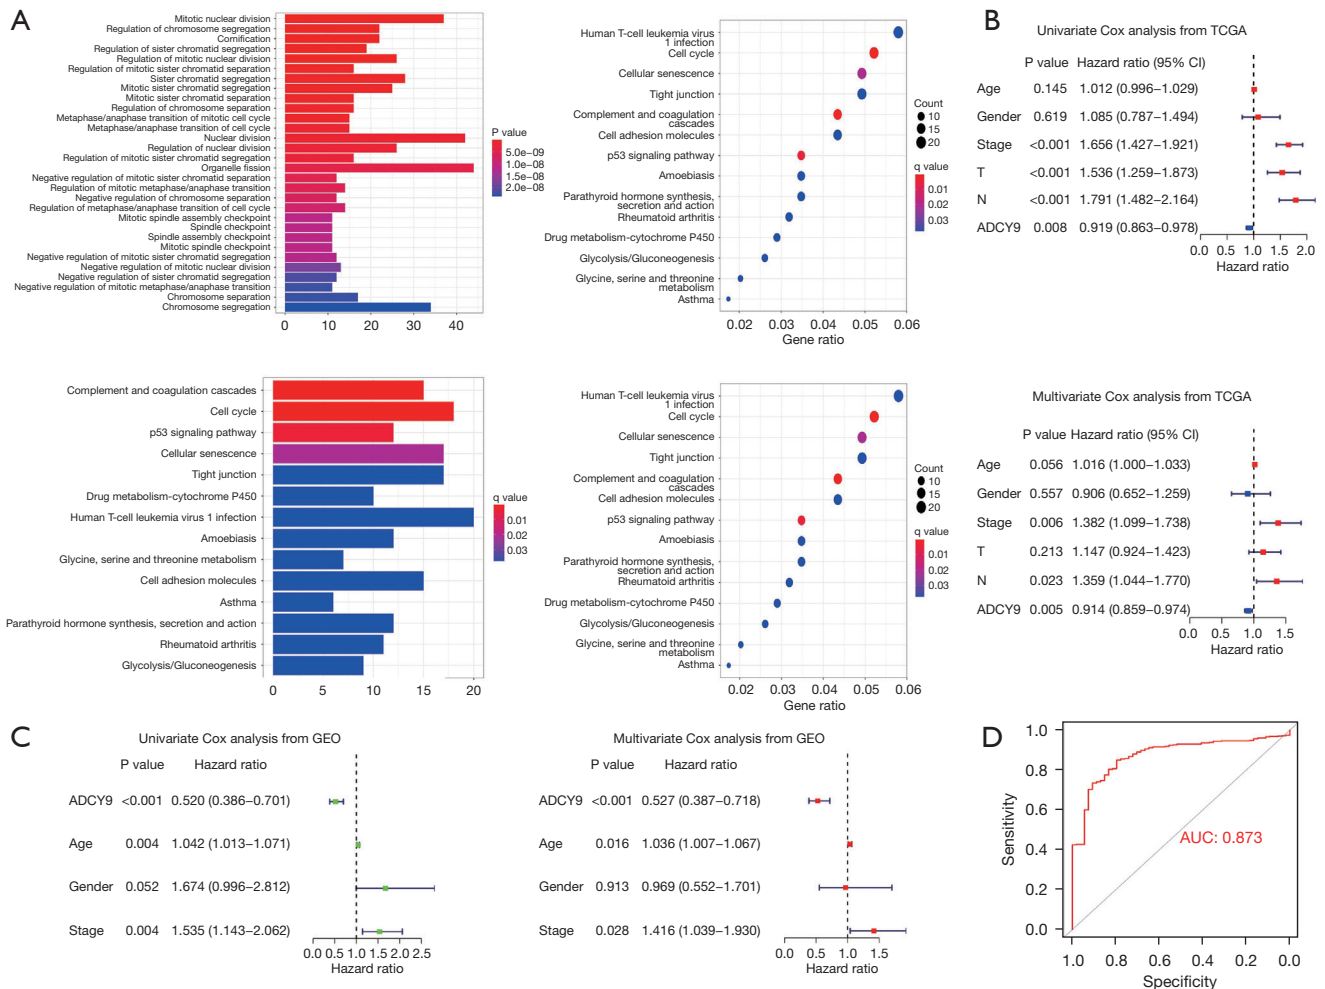 A
Mitotic nuclear division
Regulation of chromosome segregation
Cornification
Regulation of sister chromatid segregation
Regulation of mitotic nuclear division
Regulation of mitotic sister chromatid separation
Sister chromatid segregation
Mitotic sister chromatid segregation
Mitotic sister chromatid separation
Regulation of chromosome separation
Metaphase/anaphase transition of mitotic cell cycle
Metaphase/anaphase transition of cell cycle
Nuclear division
Regulation of nuclear division
Regulation of mitotic sister chromatid segregation
Organelle fission
Negative regulation of mitotic sister chromatid separation
Regulation of mitotic metaphase/anaphase transition
Negative regulation of chromosome separation
Regulation of metaphase/anaphase transition of cell cycle
Mitotic spindle assembly checkpoint
Spindle checkpoint
Spindle assembly checkpoint
Mitotic spindle checkpoint
Negative regulation of mitotic sister chromatid segregation
Negative regulation of mitotic nuclear division
Negative regulation of sister chromatid segregation
Negative regulation of mitotic metaphase/anaphase transition
Chromosome separation
Chromosome segregation
0 10 20 30 40
P value
5.0e-09
1.0e-08
1.5e-08
2.0e-08
Human T-cell leukemia virus
1 infection
Cell cycle
Cellular senescence
Tight junction
Complement and coagulation
cascades
Cell adhesion molecules
p53 signaling pathway
Amoebiasis
Parathyroid hormone synthesis,
secretion and action
Rheumatoid arthritis
Drug metabolism-cytochrome P450
Glycolysis/Gluconeogenesis
Glycine, serine and threonine
metabolism
Asthma
0.02 0.03 0.04 0.05 0.06
Gene ratio
Count
10
15
20
q value
0.01
0.02
0.03
Complement and coagulation cascades
Cell cycle
p53 signaling pathway
Cellular senescence
Tight junction
Drug metabolism-cytochrome P450
Human T-cell leukemia virus 1 infection
Amoebiasis
Glycine, serine and threonine metabolism
Cell adhesion molecules
Asthma
Parathyroid hormone synthesis, secretion and action
Rheumatoid arthritis
Glycolysis/Gluconeogenesis
0 5 10 15 20
q value
0.01
0.02
0.03
Human T-cell leukemia virus
1 infection
Cell cycle
Cellular senescence
Tight junction
Complement and coagulation
cascades
Cell adhesion molecules
p53 signaling pathway
Amoebiasis
Parathyroid hormone synthesis,
secretion and action
Rheumatoid arthritis
Drug metabolism-cytochrome P450
Glycolysis/Gluconeogenesis
Glycine, serine and threonine
metabolism
Asthma
0.02 0.03 0.04 0.05 0.06
Gene ratio
Count
10
15
20
q value
0.01
0.02
0.03
B
Univariate Cox analysis from TCGA
P value Hazard ratio (95% CI)
Age 0.145 1.012 (0.996–1.029)
Gender 0.619 1.085 (0.787–1.494)
Stage <0.001 1.656 (1.427–1.921)
T <0.001 1.536 (1.259–1.873)
N <0.001 1.791 (1.482–2.164)
ADCY9 0.008 0.919 (0.863–0.978)
0.0 0.5 1.0 1.5 2.0
Hazard ratio
Multivariate Cox analysis from TCGA
P value Hazard ratio (95% CI)
Age 0.056 1.016 (1.000–1.033)
Gender 0.557 0.906 (0.652–1.259)
Stage 0.006 1.382 (1.099–1.738)
T 0.213 1.147 (0.924–1.423)
N 0.023 1.359 (1.044–1.770)
ADCY9 0.005 0.914 (0.859–0.974)
0.0 0.5 1.0 1.5
Hazard ratio
C
Univariate Cox analysis from GEO
P value Hazard ratio
ADCY9 <0.001 0.520 (0.386–0.701)
Age 0.004 1.042 (1.013–1.071)
Gender 0.052 1.674 (0.996–2.812)
Stage 0.004 1.535 (1.143–2.062)
0.0 0.5 1.0 1.5 2.0 2.5
Hazard ratio
Multivariate Cox analysis from GEO
P value Hazard ratio
ADCY9 <0.001 0.527 (0.387–0.718)
Age 0.016 1.036 (1.007–1.067)
Gender 0.913 0.969 (0.552–1.701)
Stage 0.028 1.416 (1.039–1.930)
0.0 0.5 1.0 1.5
Hazard ratio
D
Sensitivity
1.0
0.8
0.6
0.4
0.2
0.0
AUC: 0.873
1.0 0.8 0.6 0.4 0.2 0.0
Specificity